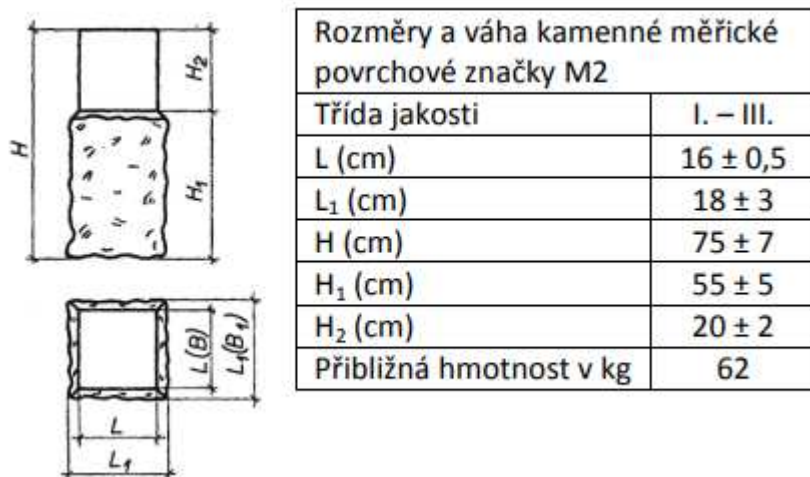 H
H₂
H₁
L(B)
L₁(B₁)
L
L₁
Rozměry a váha kamenné měřické
povrchové značky M2
Třída jakosti I. – III.
L (cm) 16 ± 0,5
L₁ (cm) 18 ± 3
H (cm) 75 ± 7
H₁ (cm) 55 ± 5
H₂ (cm) 20 ± 2
Přibližná hmotnost v kg 62